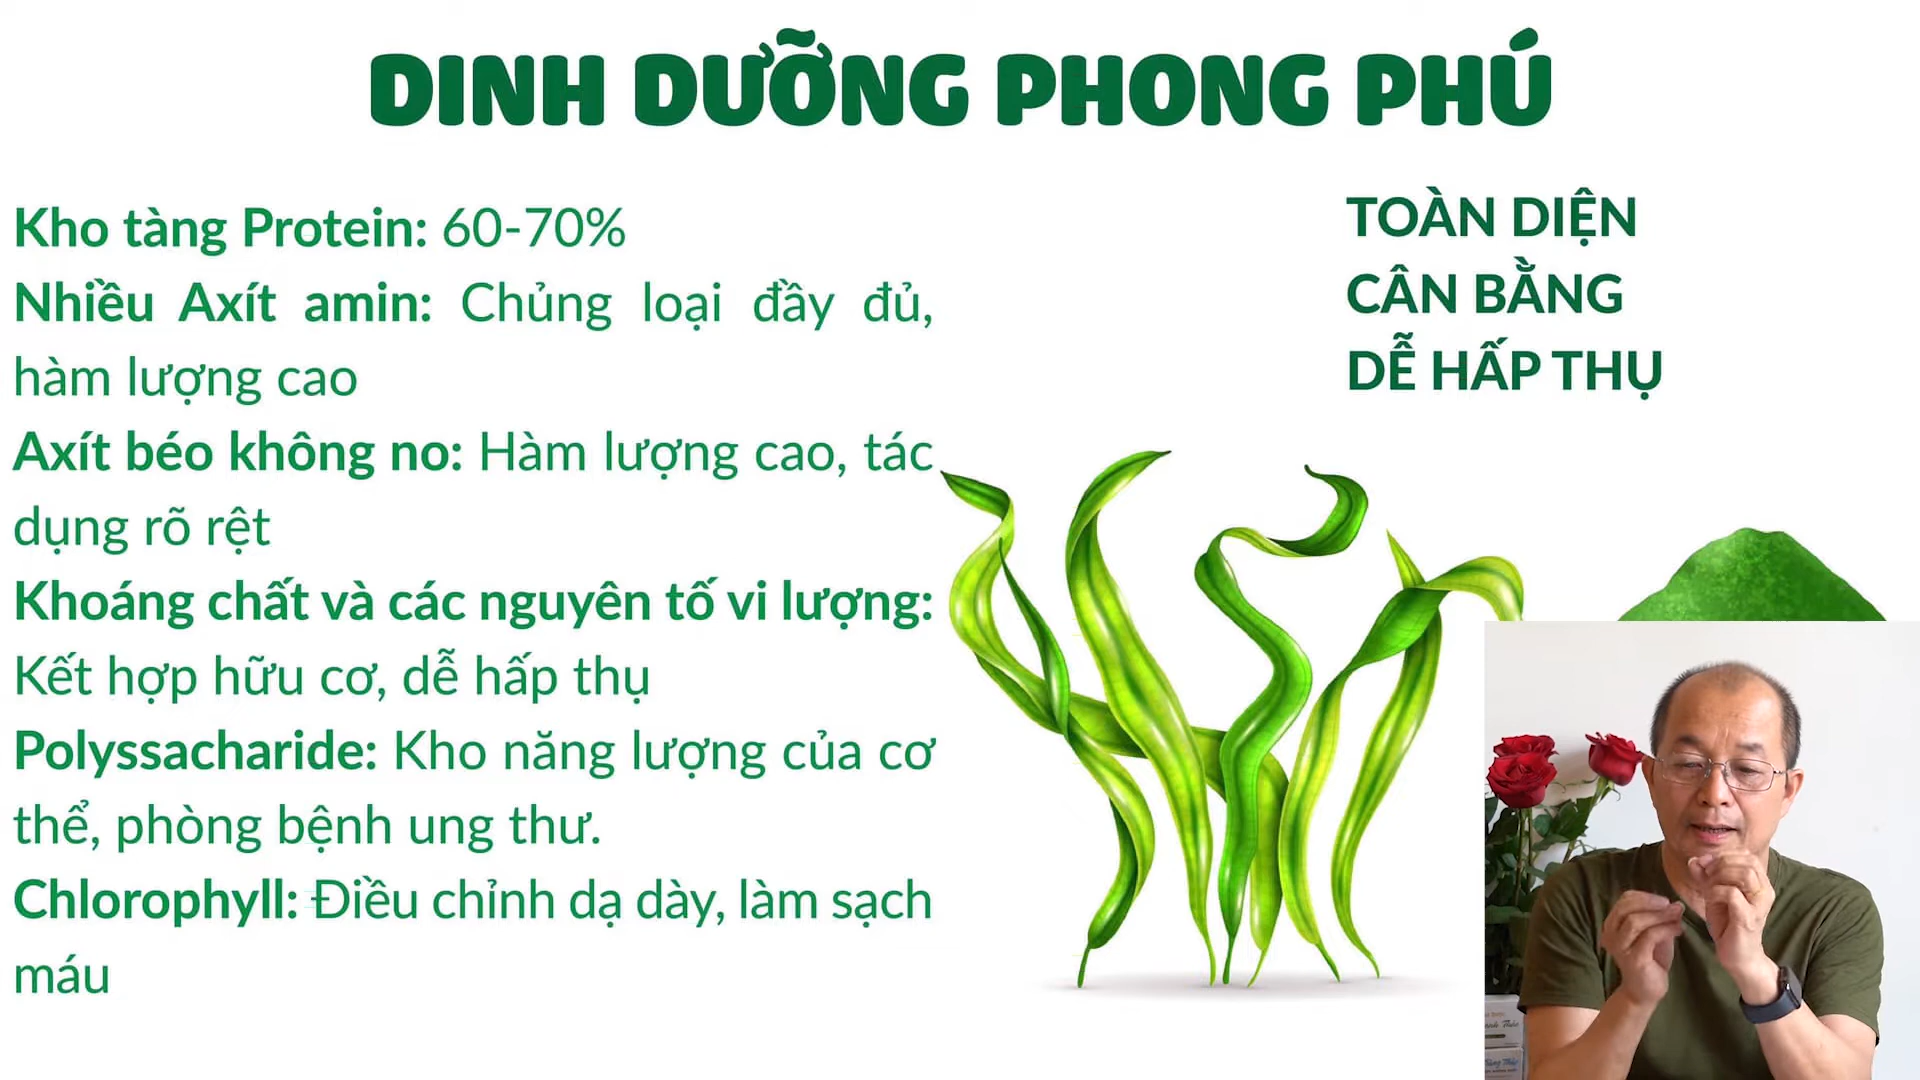 DINH DƯỠNG PHONG PHÚ
Kho tàng Protein: 60-70%
Nhiều Axít amin: Chủng loại đầy đủ,
hàm lượng cao
Axít béo không no: Hàm lượng cao, tác
dụng rõ rệt
Khoáng chất và các nguyên tố vi lượng:
Kết hợp hữu cơ, dễ hấp thụ
Polyssacharide: Kho năng lượng của cơ
thể, phòng bệnh ung thư.
Chlorophyll: Điều chỉnh dạ dày, làm sạch
máu
TOÀN DIỆN
CÂN BẰNG
DỄ HẤP THỤ